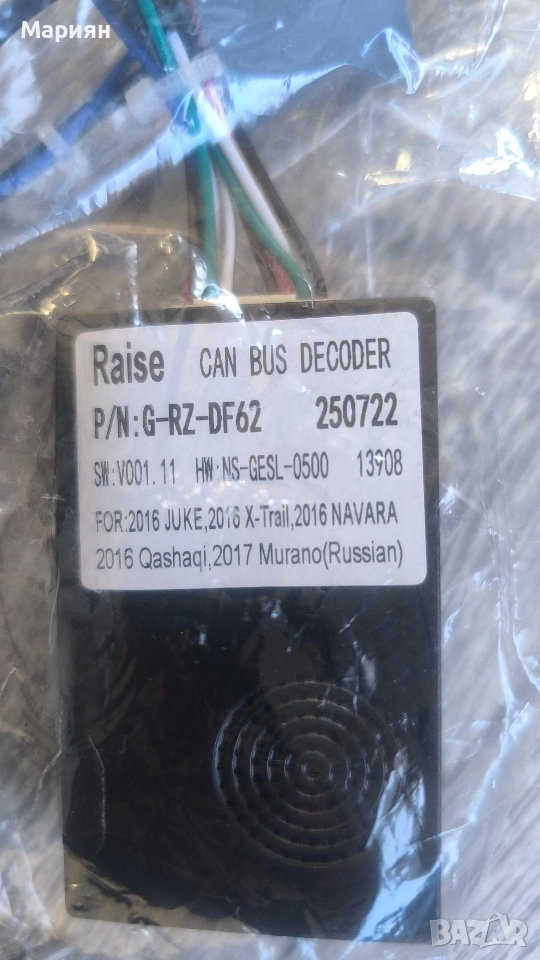 Мариян
Raise CAN BUS DECODER
P/N:G-RZ-DF62 250722
SW:V001.11 HW:NS-GESL-0500 13908
FOR:2016 JUKE,2016 X-Trail,2016 NAVARA
2016 Qashaqi,2017 Murano(Russian)
BAZAR